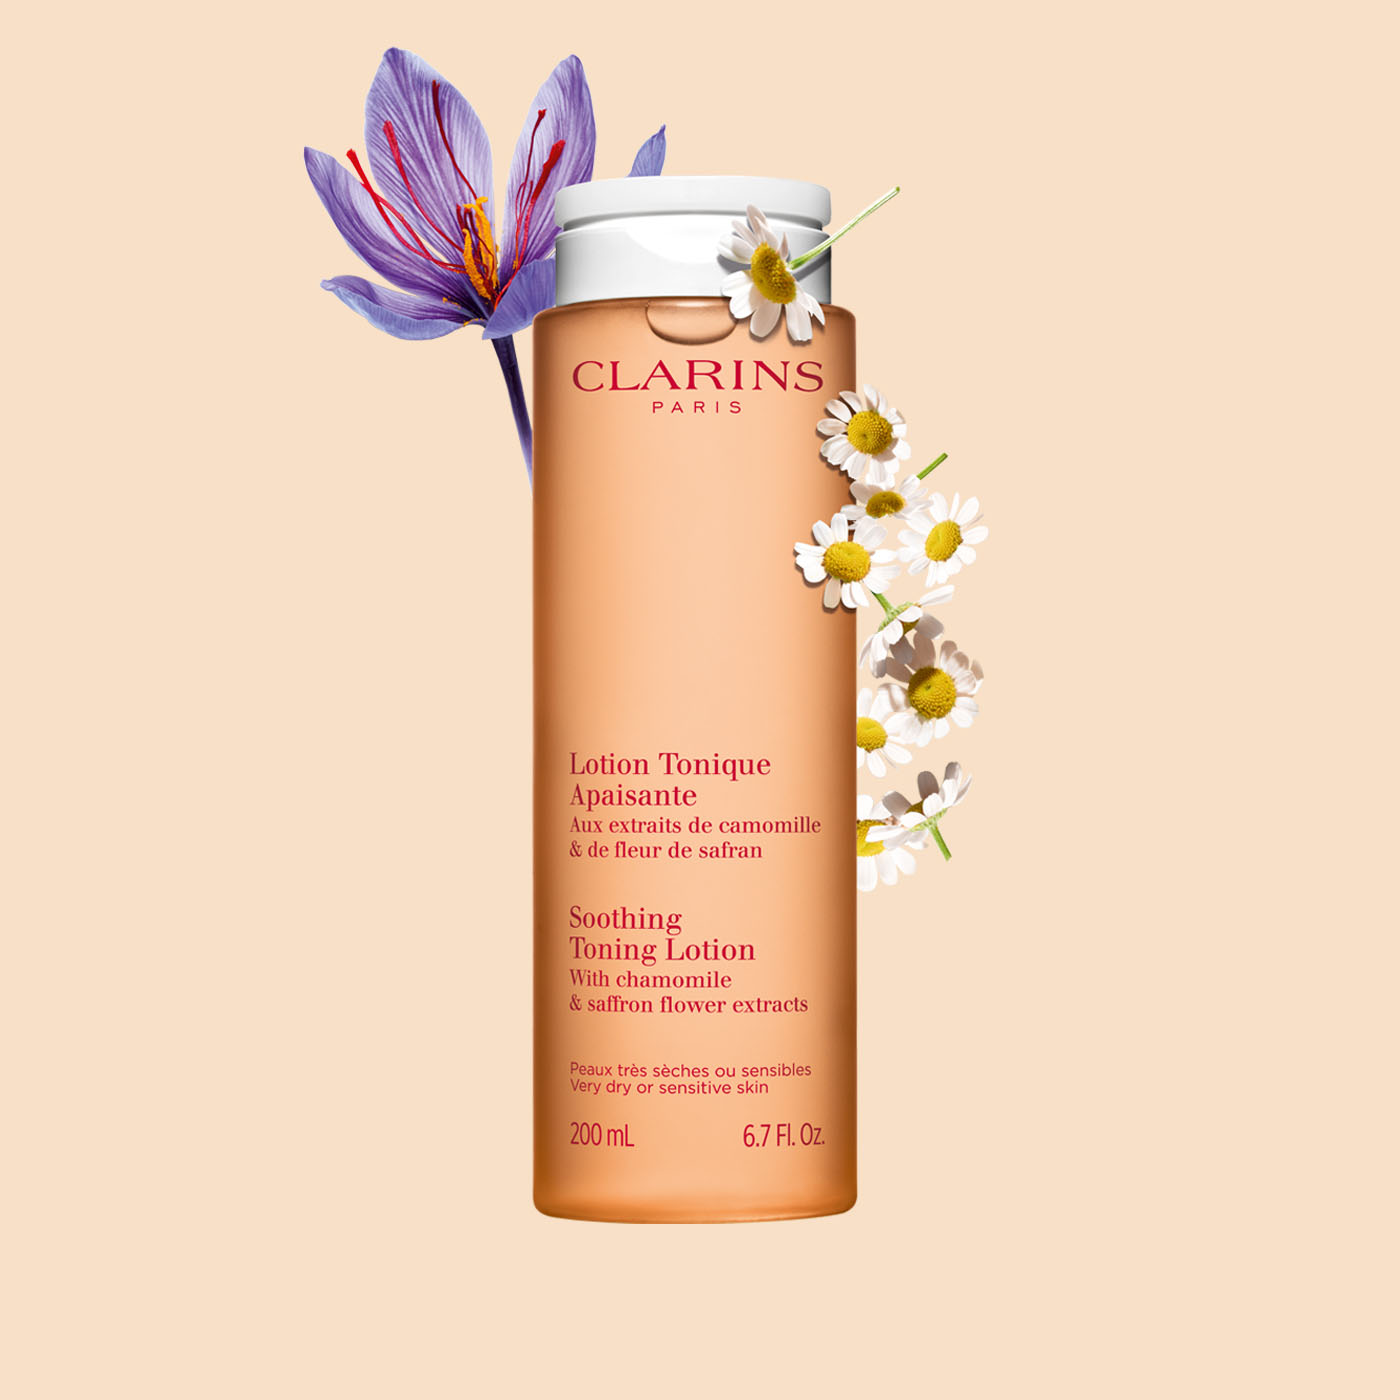 CLARINS
PARIS
Lotion Tonique
Apaisante
Aux extraits de camomille
& de fleur de safran
Soothing
Toning Lotion
With chamomile
& saffron flower extracts
Peaux très sèches ou sensibles
Very dry or sensitive skin
200 mL 6.7 Fl. Oz.